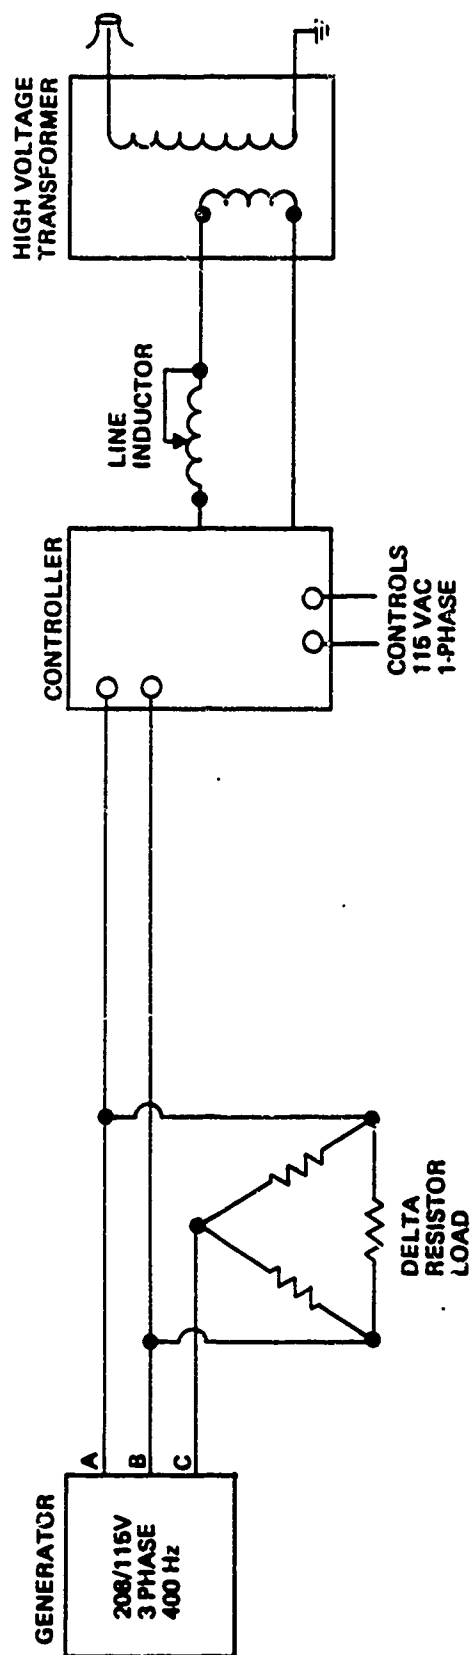 GENERATOR
208/115V
3 PHASE
400 Hz
A
B
C
DELTA
RESISTOR
LOAD
CONTROLLER
CONTROLS
115 VAC
1-PHASE
LINE
INDUCTOR
HIGH VOLTAGE
TRANSFORMER